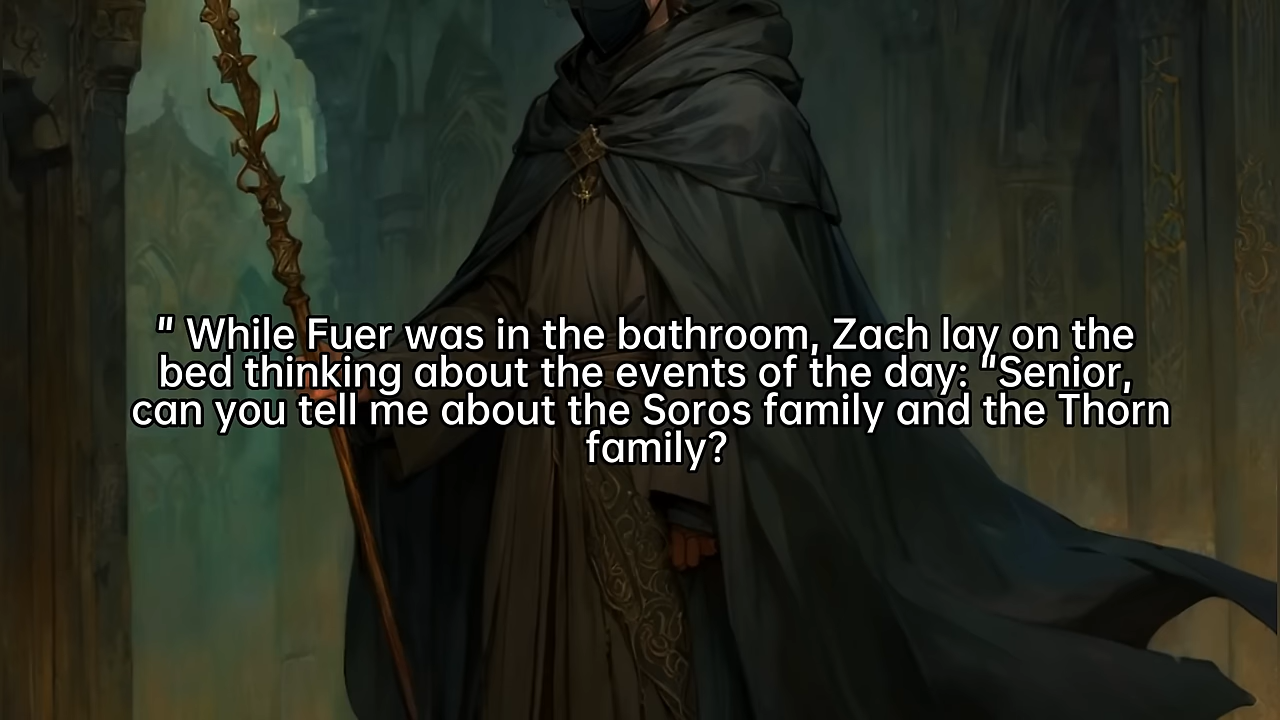 " While Fuer was in the bathroom, Zach lay on the
bed thinking about the events of the day: “Senior,
can you tell me about the Soros family and the Thorn
family?